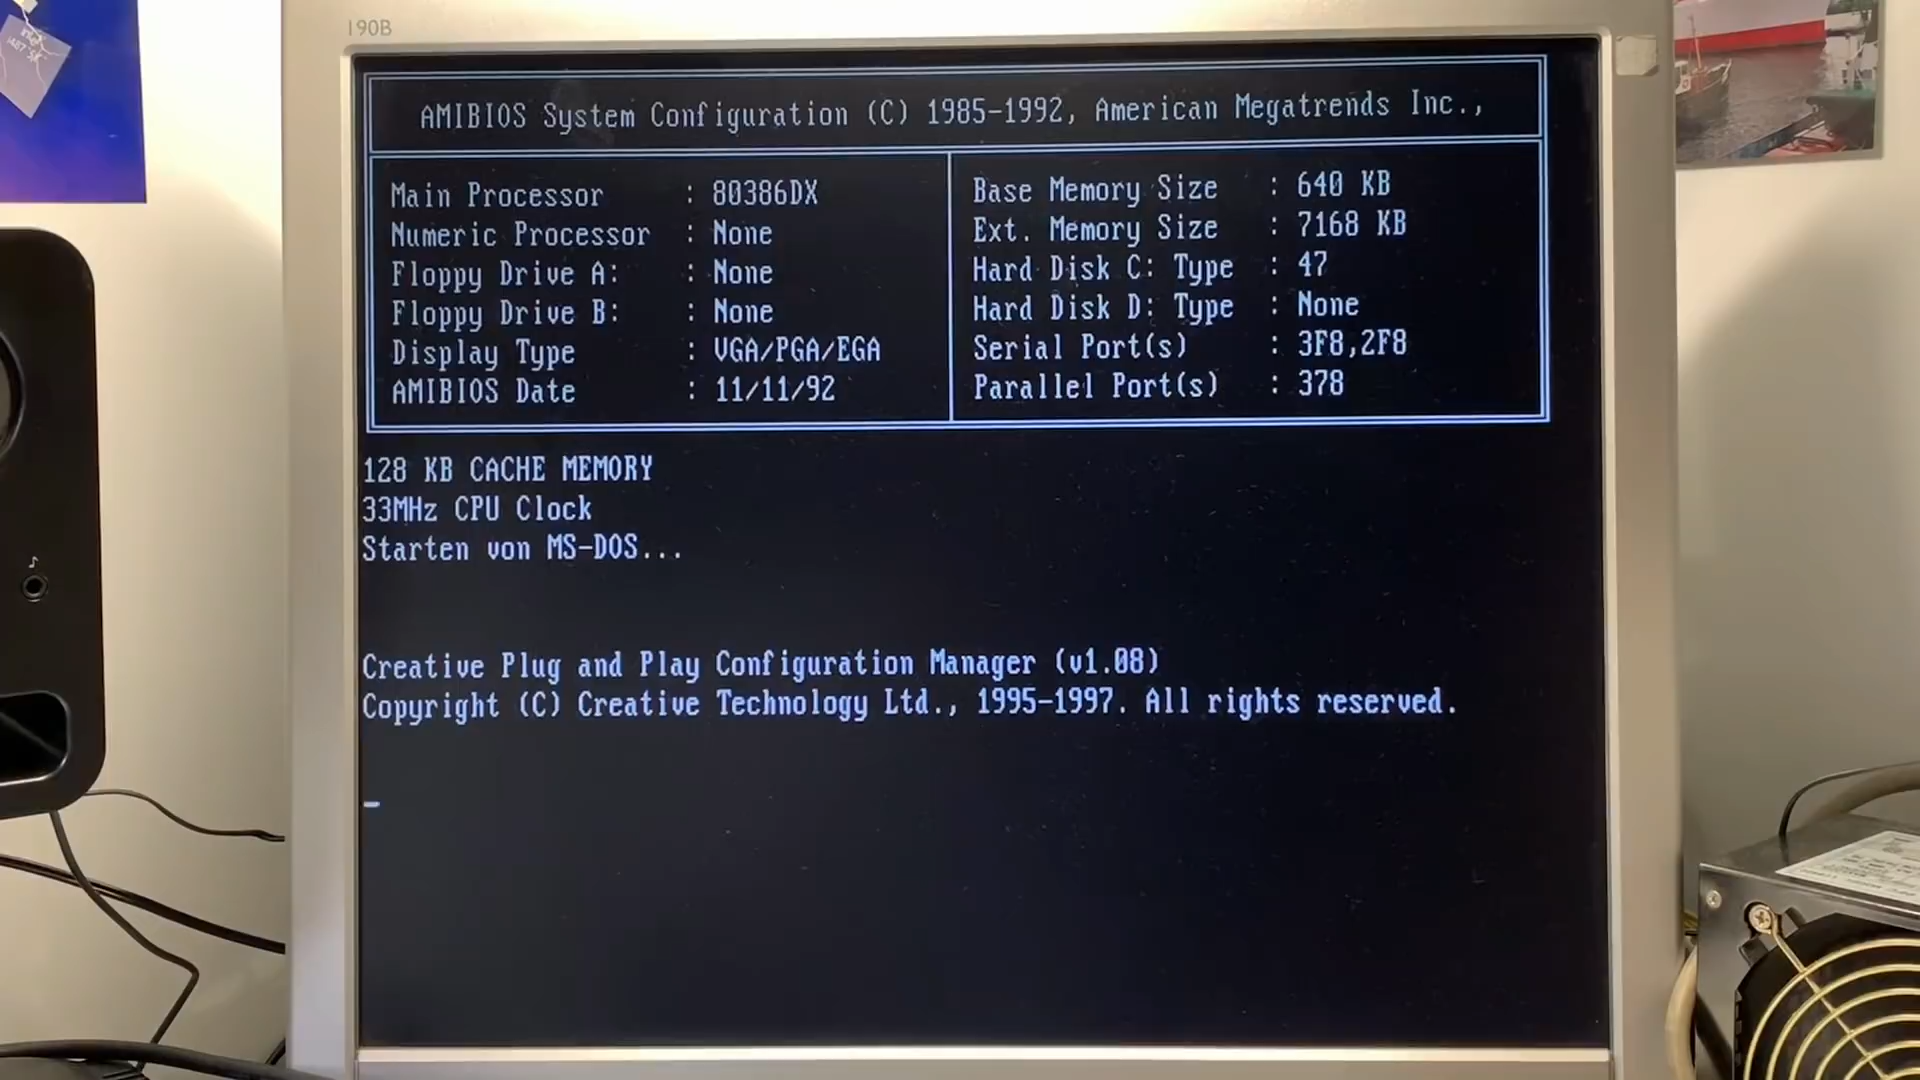 190B
intel
i487 SX
AMIBIOS System Configuration (C) 1985-1992, American Megatrends Inc.,
Main Processor : 80386DX
Numeric Processor : None
Floppy Drive A: : None
Floppy Drive B: : None
Display Type : VGA/PGA/EGA
AMIBIOS Date : 11/11/92
Base Memory Size : 640 KB
Ext. Memory Size : 7168 KB
Hard Disk C: Type : 47
Hard Disk D: Type : None
Serial Port(s) : 3F8,2F8
Parallel Port(s) : 378
128 KB CACHE MEMORY
33MHz CPU Clock
Starten von MS-DOS...
Creative Plug and Play Configuration Manager (v1.08)
Copyright (C) Creative Technology Ltd., 1995-1997. All rights reserved.